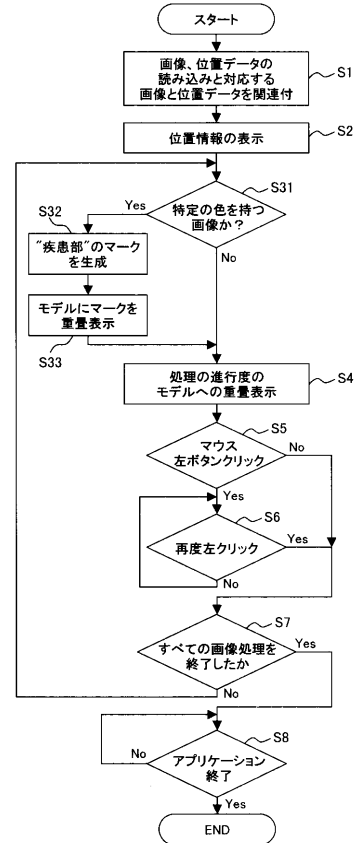 スタート
画像、位置データの
読み込みと対応する
画像と位置データを関連付
S1
位置情報の表示
S2
特定の色を持つ
画像か？
S31
Yes
No
S32
"疾患部"のマーク
を生成
モデルにマークを
重畳表示
S33
処理の進行度の
モデルへの重畳表示
S4
マウス
左ボタンクリック
S5
No
Yes
再度左クリック
S6
Yes
No
すべての画像処理を
終了したか
S7
Yes
No
アプリケーション
終了
S8
No
Yes
END